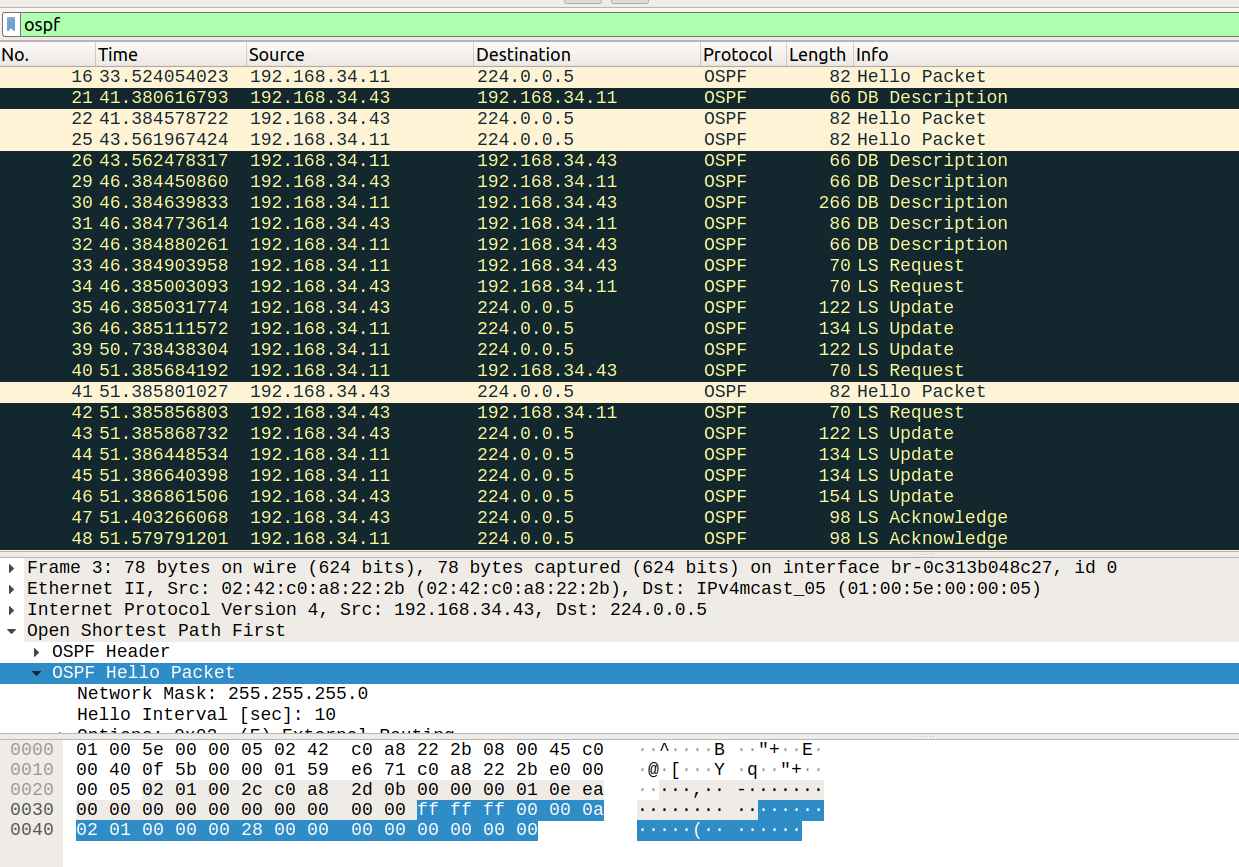 ospf
No. Time Source Destination Protocol Length Info
16 33.524054023 192.168.34.11 224.0.0.5 OSPF 82 Hello Packet
21 41.380616793 192.168.34.43 192.168.34.11 OSPF 66 DB Description
22 41.384578722 192.168.34.43 224.0.0.5 OSPF 82 Hello Packet
25 43.561967424 192.168.34.11 224.0.0.5 OSPF 82 Hello Packet
26 43.562478317 192.168.34.11 192.168.34.43 OSPF 66 DB Description
29 46.384450860 192.168.34.43 192.168.34.11 OSPF 66 DB Description
30 46.384639833 192.168.34.11 192.168.34.43 OSPF 266 DB Description
31 46.384773614 192.168.34.43 192.168.34.11 OSPF 86 DB Description
32 46.384880261 192.168.34.11 192.168.34.43 OSPF 66 DB Description
33 46.384903958 192.168.34.11 192.168.34.43 OSPF 70 LS Request
34 46.385003093 192.168.34.43 192.168.34.11 OSPF 70 LS Request
35 46.385031774 192.168.34.43 224.0.0.5 OSPF 122 LS Update
36 46.385111572 192.168.34.11 224.0.0.5 OSPF 134 LS Update
39 50.738438304 192.168.34.11 224.0.0.5 OSPF 122 LS Update
40 51.385684192 192.168.34.11 192.168.34.43 OSPF 70 LS Request
41 51.385801027 192.168.34.43 224.0.0.5 OSPF 82 Hello Packet
42 51.385856803 192.168.34.43 192.168.34.11 OSPF 70 LS Request
43 51.385868732 192.168.34.43 224.0.0.5 OSPF 122 LS Update
44 51.386448534 192.168.34.11 224.0.0.5 OSPF 134 LS Update
45 51.386640398 192.168.34.11 224.0.0.5 OSPF 134 LS Update
46 51.386861506 192.168.34.43 224.0.0.5 OSPF 154 LS Update
47 51.403266068 192.168.34.43 224.0.0.5 OSPF 98 LS Acknowledge
48 51.579791201 192.168.34.11 224.0.0.5 OSPF 98 LS Acknowledge
Frame 3: 78 bytes on wire (624 bits), 78 bytes captured (624 bits) on interface br-0c313b048c27, id 0
Ethernet II, Src: 02:42:c0:a8:22:2b (02:42:c0:a8:22:2b), Dst: IPv4mcast_05 (01:00:5e:00:00:05)
Internet Protocol Version 4, Src: 192.168.34.43, Dst: 224.0.0.5
Open Shortest Path First
OSPF Header
OSPF Hello Packet
Network Mask: 255.255.255.0
Hello Interval [sec]: 10
Options: 0x02, (E) External Routing
0000 01 00 5e 00 00 05 02 42 c0 a8 22 2b 08 00 45 c0 ··^····B ··"+··E·
0010 00 40 0f 5b 00 00 01 59 e6 71 c0 a8 22 2b e0 00 ·@·[···Y ·q··"+··
0020 00 05 02 01 00 2c c0 a8 2d 0b 00 00 00 01 0e ea ·····,·· -·······
0030 00 00 00 00 00 00 00 00 00 00 ff ff ff 00 00 0a ········ ········
0040 02 01 00 00 00 28 00 00 00 00 00 00 00 00 ·····(·· ······